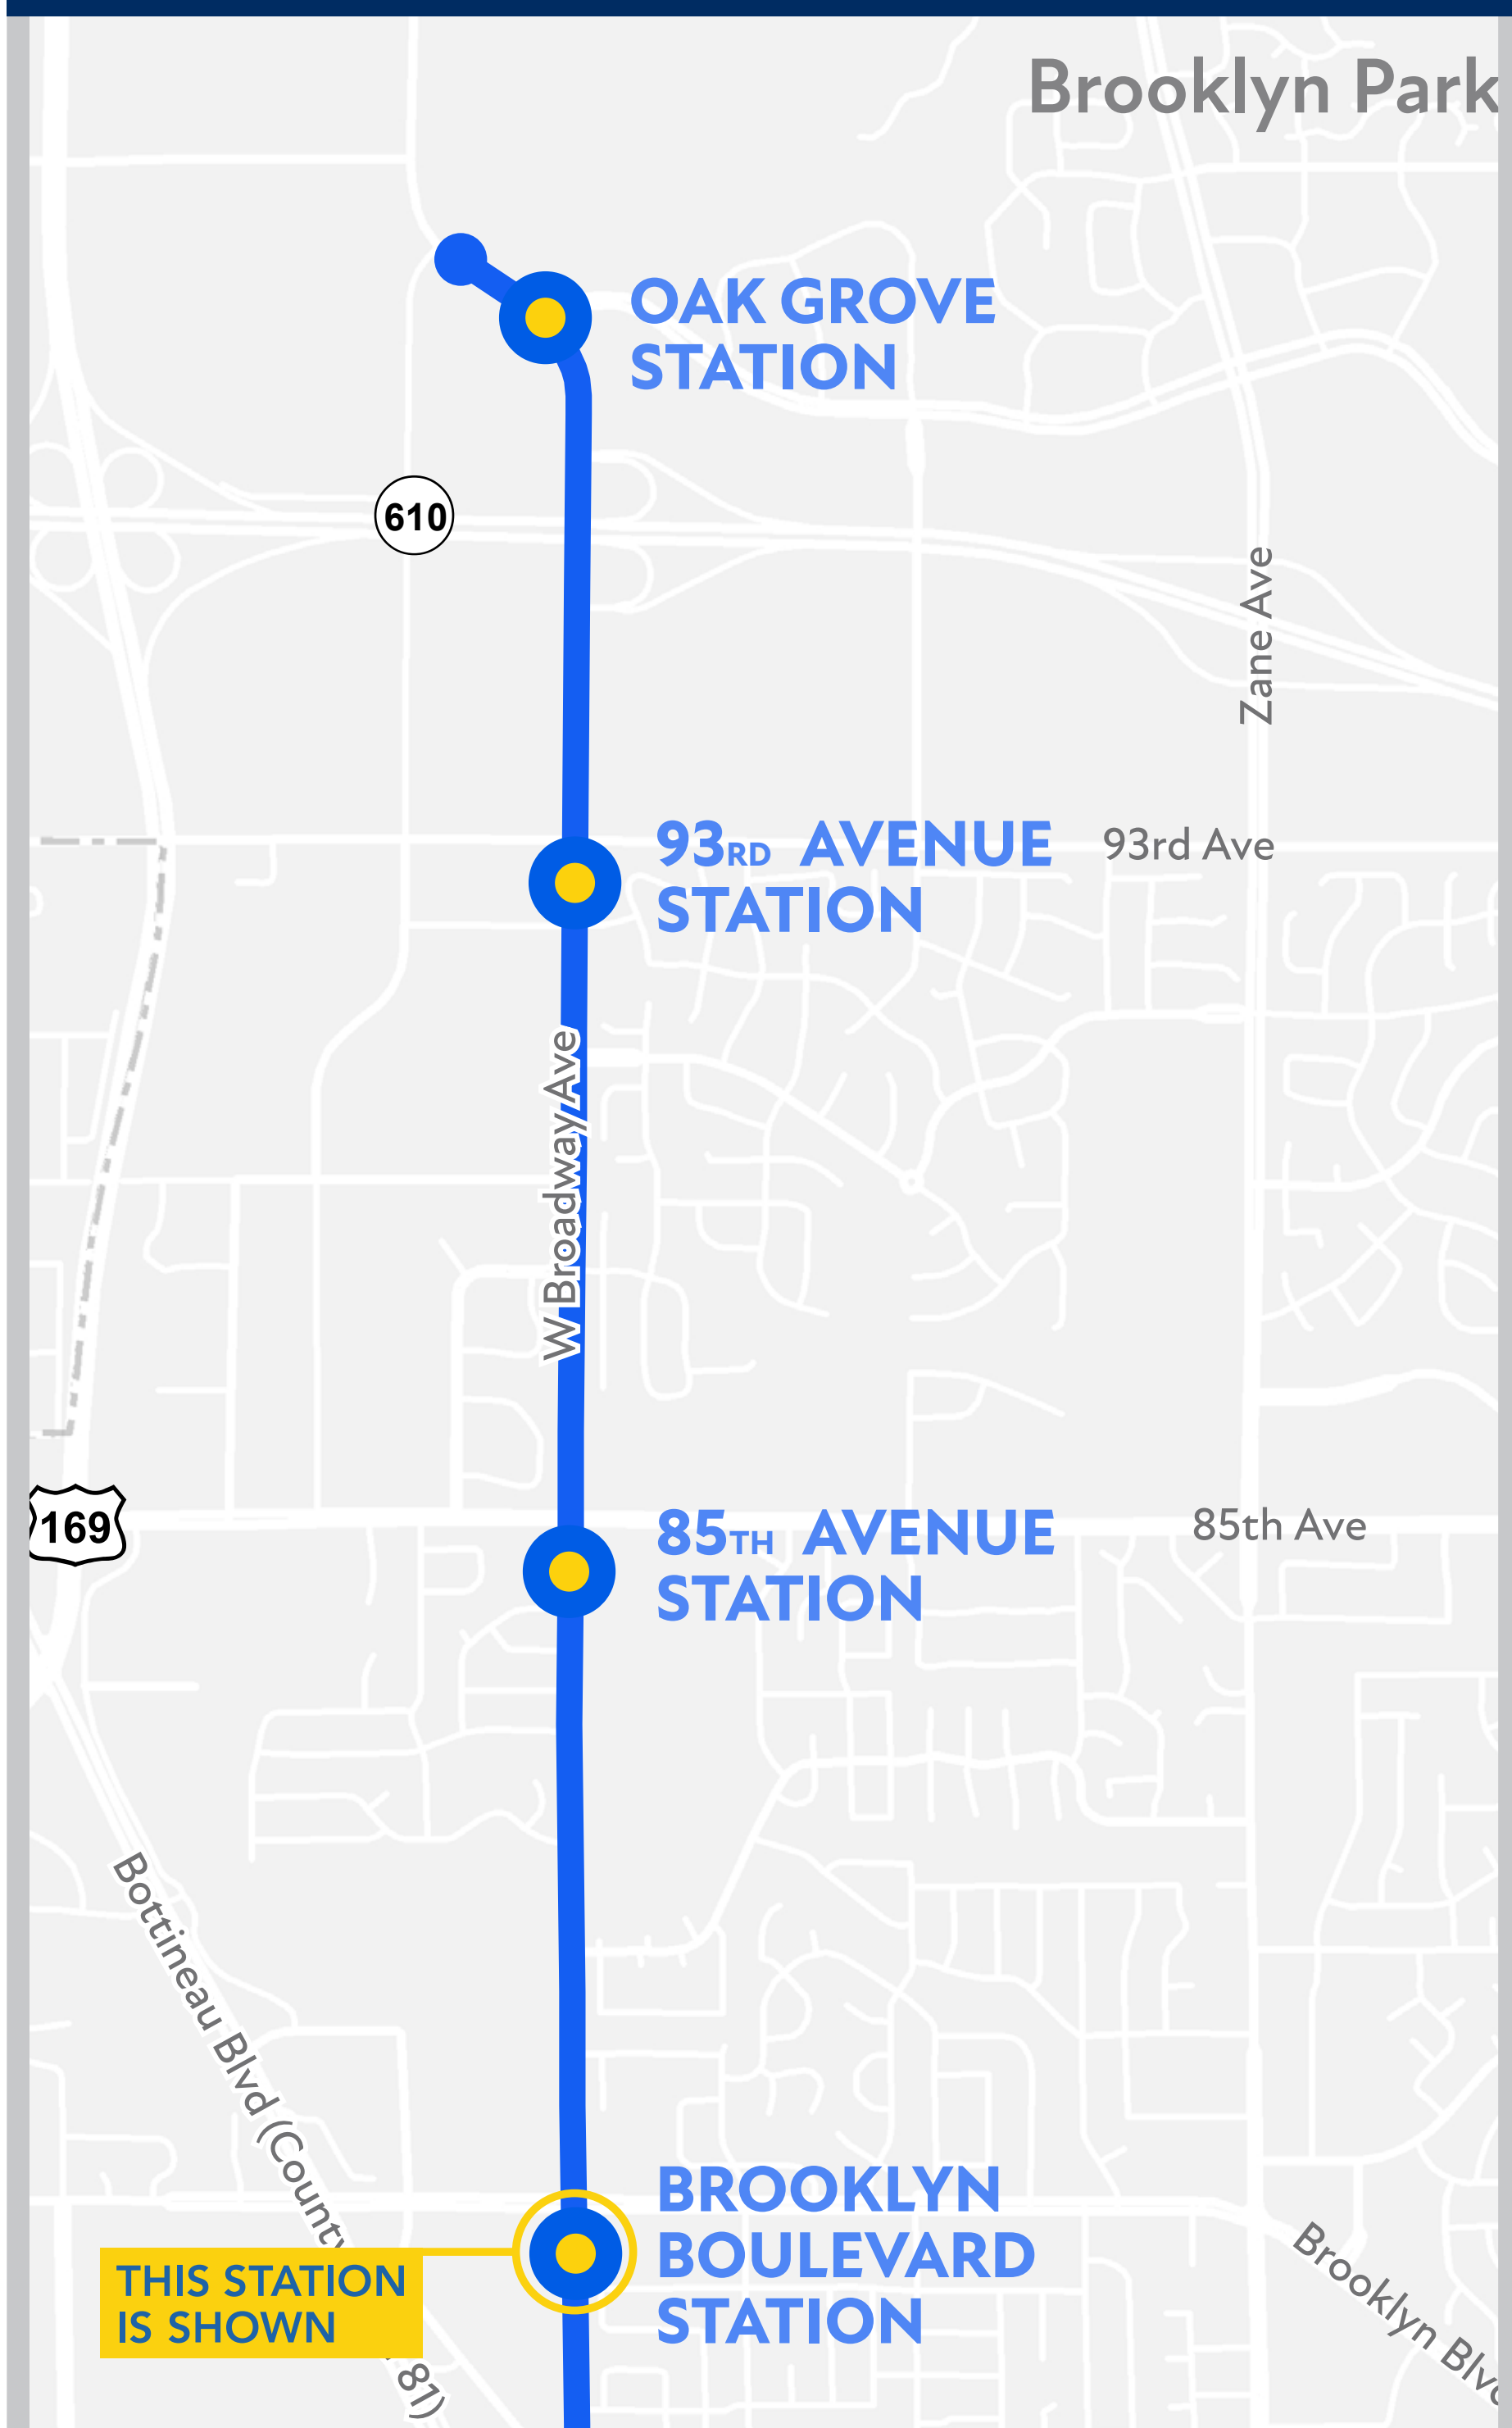 Brooklyn Park
OAK GROVE
STATION
610
Zane Ave
93RD AVENUE
STATION
93rd Ave
W Broadway Ave
169
85TH AVENUE
STATION
85th Ave
Bottineau Blvd (County
81)
BROOKLYN
BOULEVARD
STATION
THIS STATION
IS SHOWN
Brooklyn Blvd